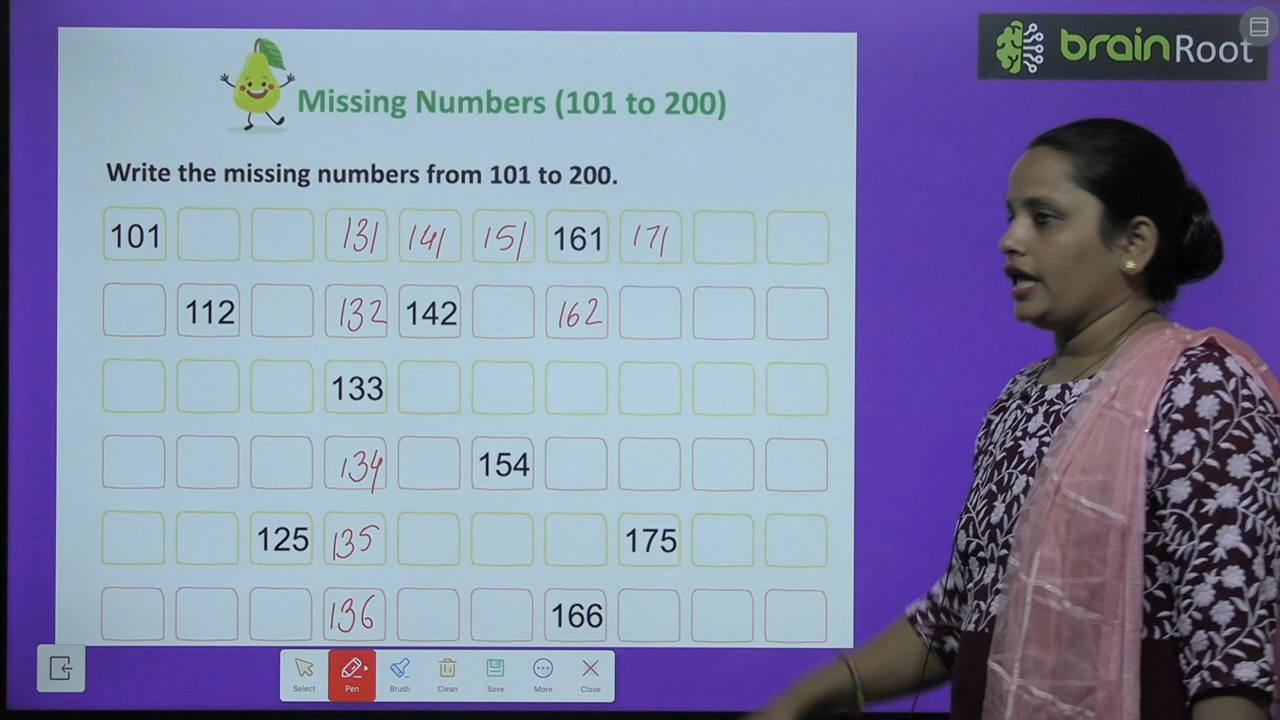 brainRoot
Missing Numbers (101 to 200)
Write the missing numbers from 101 to 200.
101 131 141 151 161 171
112 132 142 162
133
134 154
125 135 175
136 166
Select Pen Brush Clean Save More Close